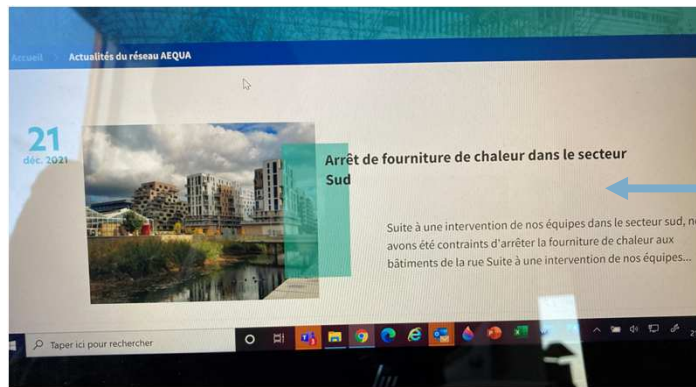 Accueil > Actualités du réseau AEQUA
21
déc. 2021
Arrêt de fourniture de chaleur dans le secteur
Sud
Suite à une intervention de nos équipes dans le secteur sud,
avons été contraints d'arrêter la fourniture de chaleur aux
bâtiments de la rue Suite à une intervention de nos équipes...
Taper ici pour rechercher